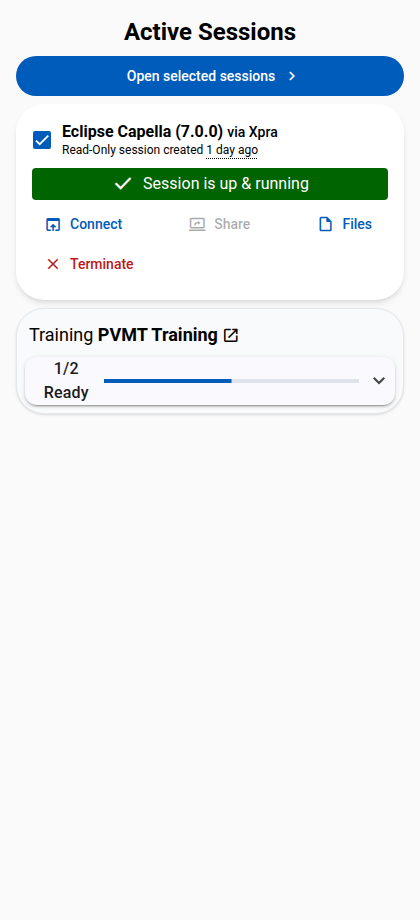 Active Sessions
Open selected sessions
Eclipse Capella (7.0.0) via Xpra
Read-Only session created 1 day ago
Session is up & running
Connect Share Files
Terminate
Training PVMT Training
1/2
Ready